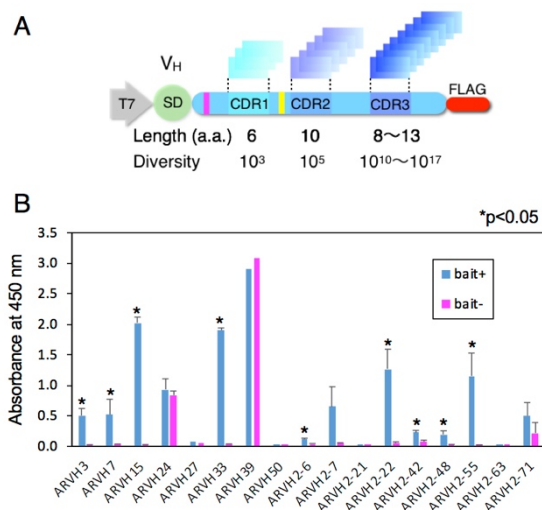 A
VH
T7 SD CDR1 CDR2 CDR3 FLAG
Length (a.a.) 6 10 8～13
Diversity 10³ 10⁵ 10¹⁰～10¹⁷
B
*p<0.05
Absorbance at 450 nm
3.5
3.0
2.5
2.0
1.5
1.0
0.5
0.0
bait+
bait-
* * * * * * * * *
ARVH3 ARVH7 ARVH15 ARVH24 ARVH27 ARVH33 ARVH39 ARVH50 ARVH2-6 ARVH2-7 ARVH2-21 ARVH2-22 ARVH2-42 ARVH2-48 ARVH2-55 ARVH2-63 ARVH2-71